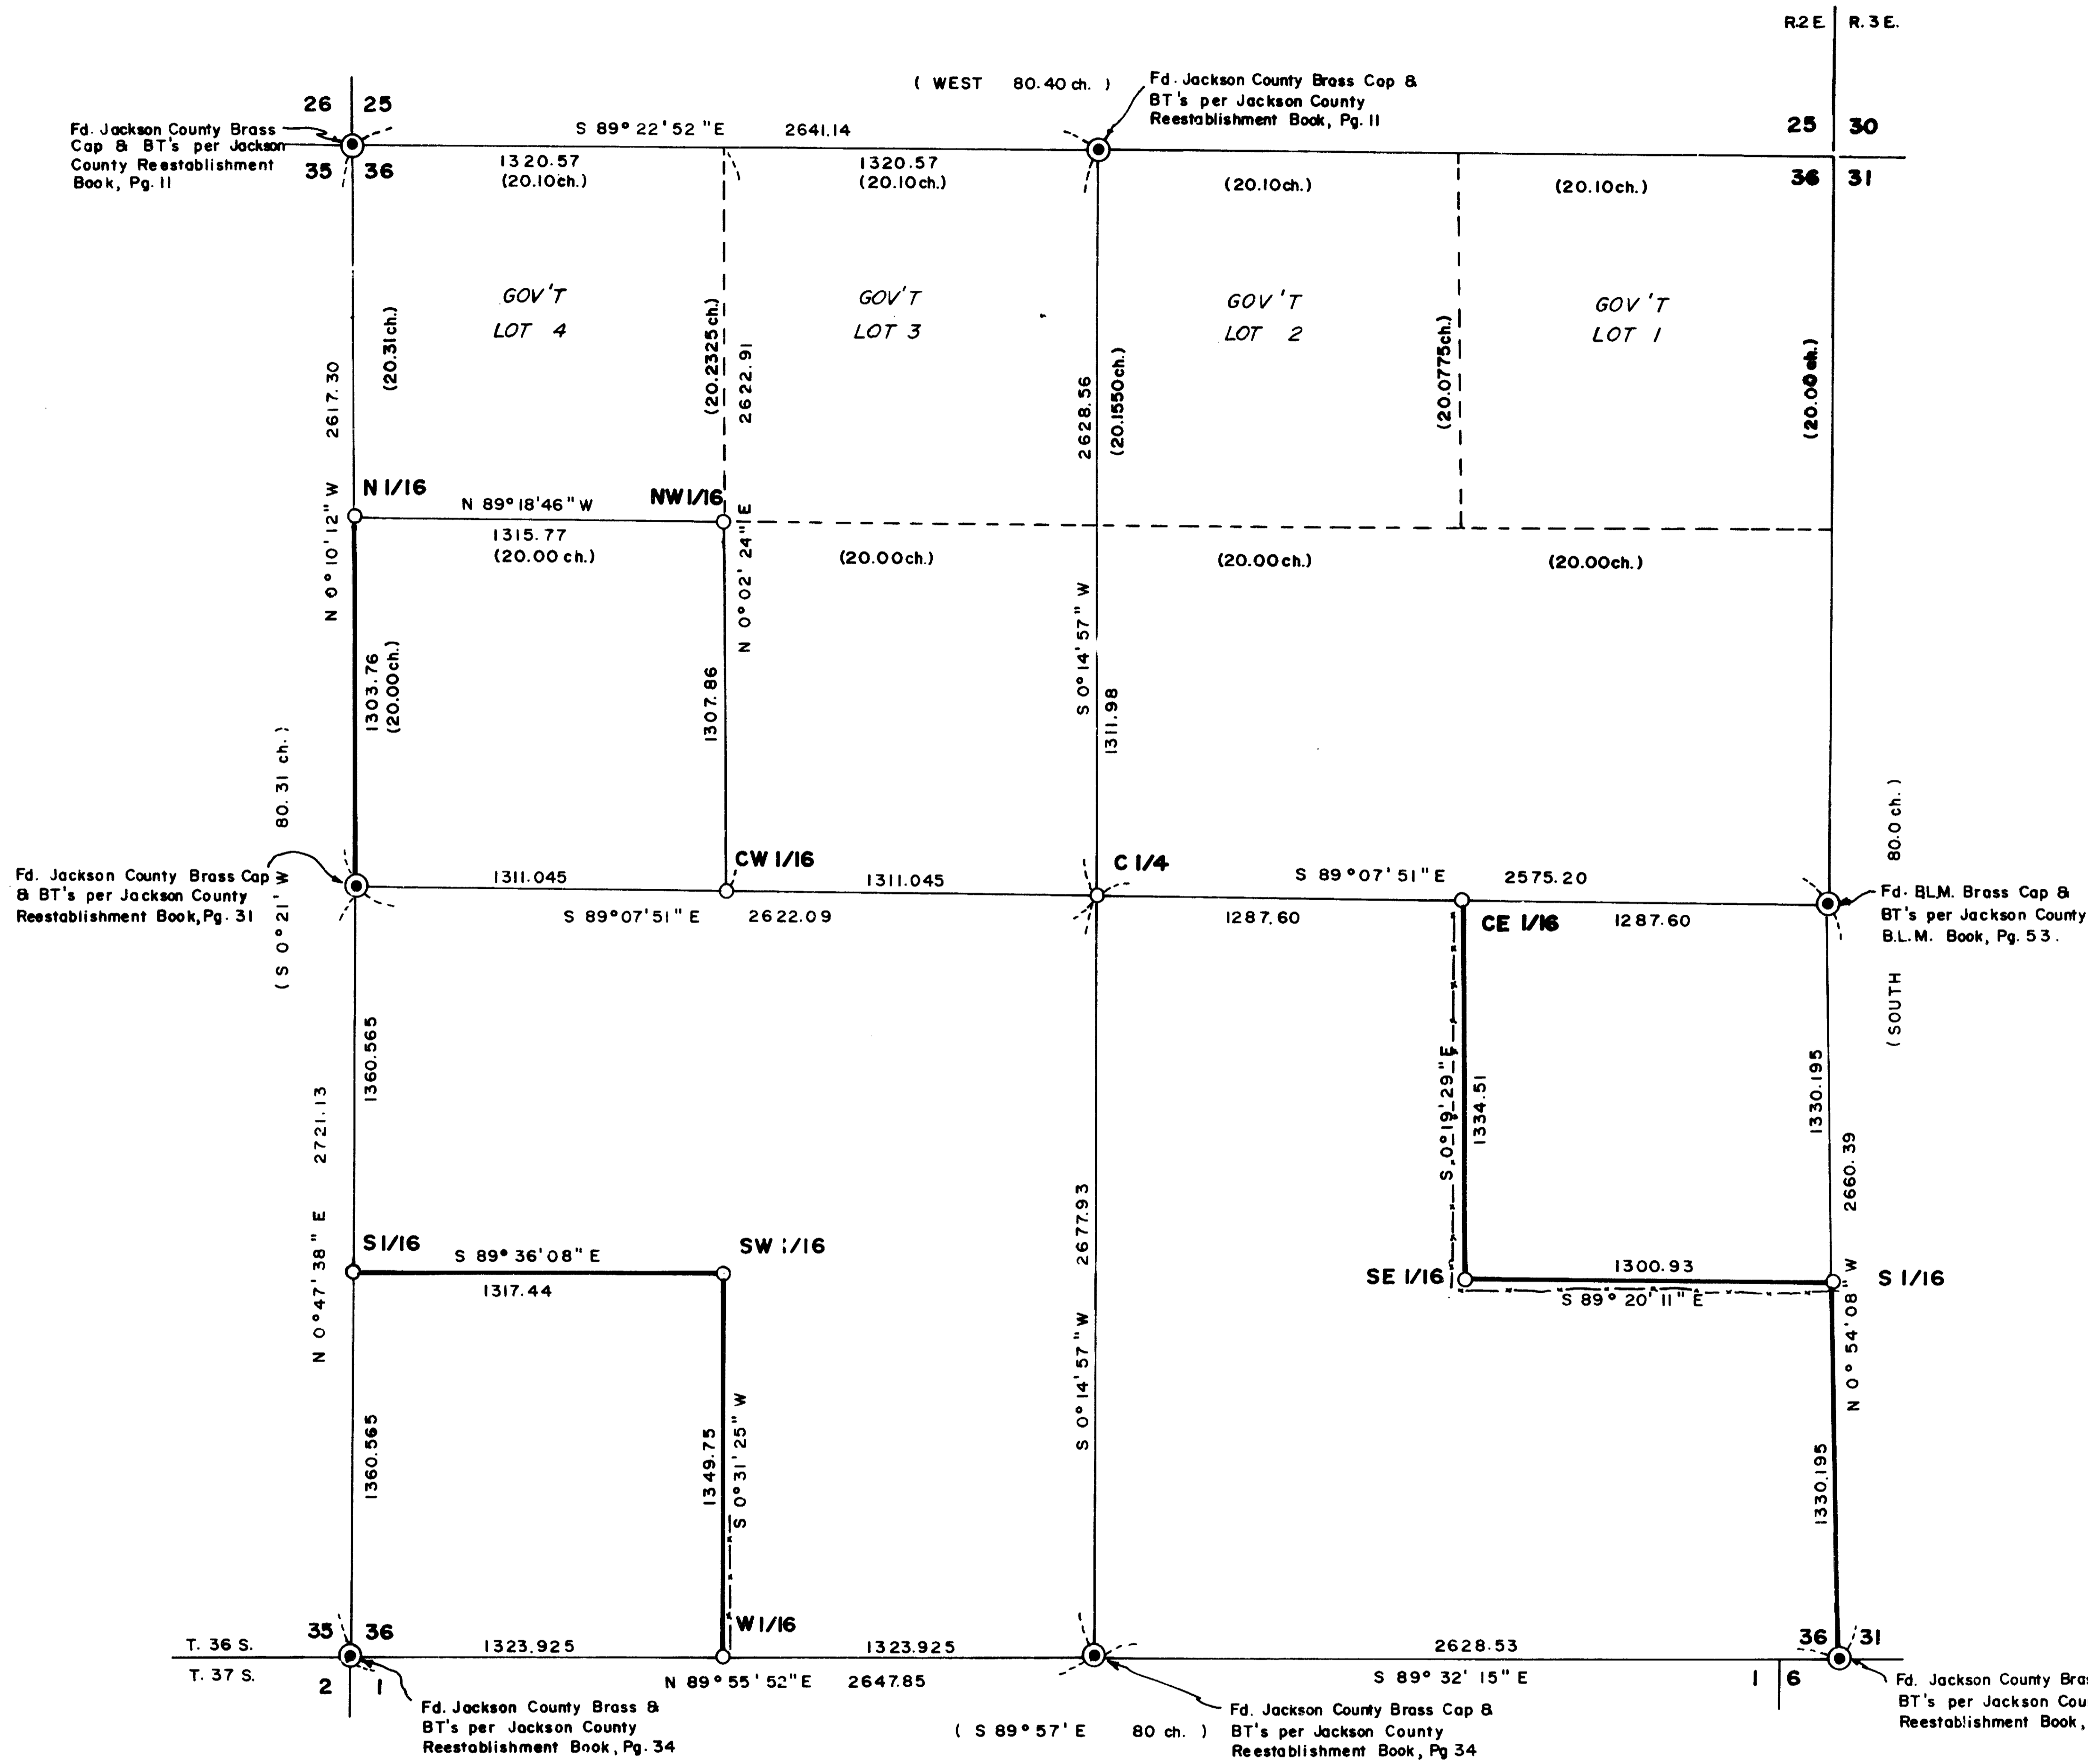 R.2 E. R. 3 E.
( WEST 80.40 ch. )
Fd. Jackson County Brass Cap &
BT's per Jackson County
Reestablishment Book, Pg. 11
26 25
Fd. Jackson County Brass
Cap & BT's per Jackson
County Reestablishment
Book, Pg. 11
35 36
S 89° 22' 52" E 2641.14
25 30
36 31
1320.57
(20.10ch.)
1320.57
(20.10ch.)
(20.10ch.)
(20.10ch.)
GOV'T
LOT 4
GOV'T
LOT 3
GOV'T
LOT 2
GOV'T
LOT 1
2617.30
(20.31ch.)
(20.2325ch.)
2622.91
2628.56
(20.1550ch.)
(20.0775ch.)
(20.00 ch.)
N 1/16
N 89° 18' 46" W
NW 1/16
1315.77
(20.00 ch.)
(20.00ch.)
(20.00ch.)
(20.00ch.)
N 0° 10' 12" W
N 0° 02' 24" E
S 0° 14' 57" W
1303.76
(20.00ch.)
1307.86
1311.98
( S 0° 21' W 80.31 ch. )
( SOUTH 80.0 ch. )
Fd. Jackson County Brass Cap
& BT's per Jackson County
Reestablishment Book, Pg. 31
1311.045
CW 1/16
1311.045
C 1/4
S 89° 07' 51" E 2622.09
S 89° 07' 51" E 2575.20
1287.60
CE 1/16
1287.60
Fd. B.L.M. Brass Cap &
BT's per Jackson County
B.L.M. Book, Pg. 53.
1360.565
S 0° 19' 29" E
1334.51
1330.195
N 0° 47' 38" E 2721.13
2677.93
2660.39
S 1/16
S 89° 36' 08" E
SW 1/16
1317.44
SE 1/16
1300.93
S 89° 20' 11" E
S 1/16
S 0° 14' 57" W
N 0° 54' 08" W
1360.565
1349.75
S 0° 31' 25" W
1330.195
W 1/16
35 36
T. 36 S.
T. 37 S.
2 1
1323.925
1323.925
N 89° 55' 52" E 2647.85
2628.53
S 89° 32' 15" E
36 31
1 6
Fd. Jackson County Brass &
BT's per Jackson County
Reestablishment Book, Pg. 34
( S 89° 57' E 80 ch. )
Fd. Jackson County Brass Cap &
BT's per Jackson County
Reestablishment Book, Pg 34
Fd. Jackson County
BT's per Jackson
Reestablishment Book,